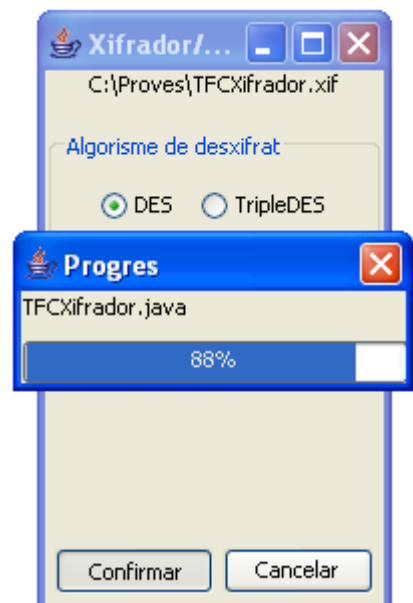 Xifrador/...
C:\Proves\TFCXifrador.xif
Algorisme de desxifrat
DES TripleDES
Progres
TFCXifrador.java
88%
Confirmar Cancelar